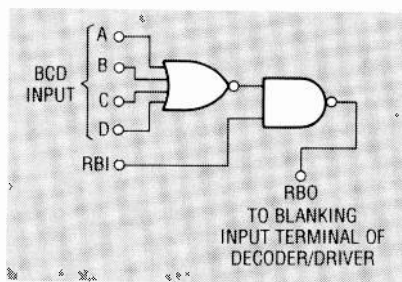 A
B
BCD
INPUT
C
D
RBI
RBO
TO BLANKING
INPUT TERMINAL OF
DECODER/DRIVER